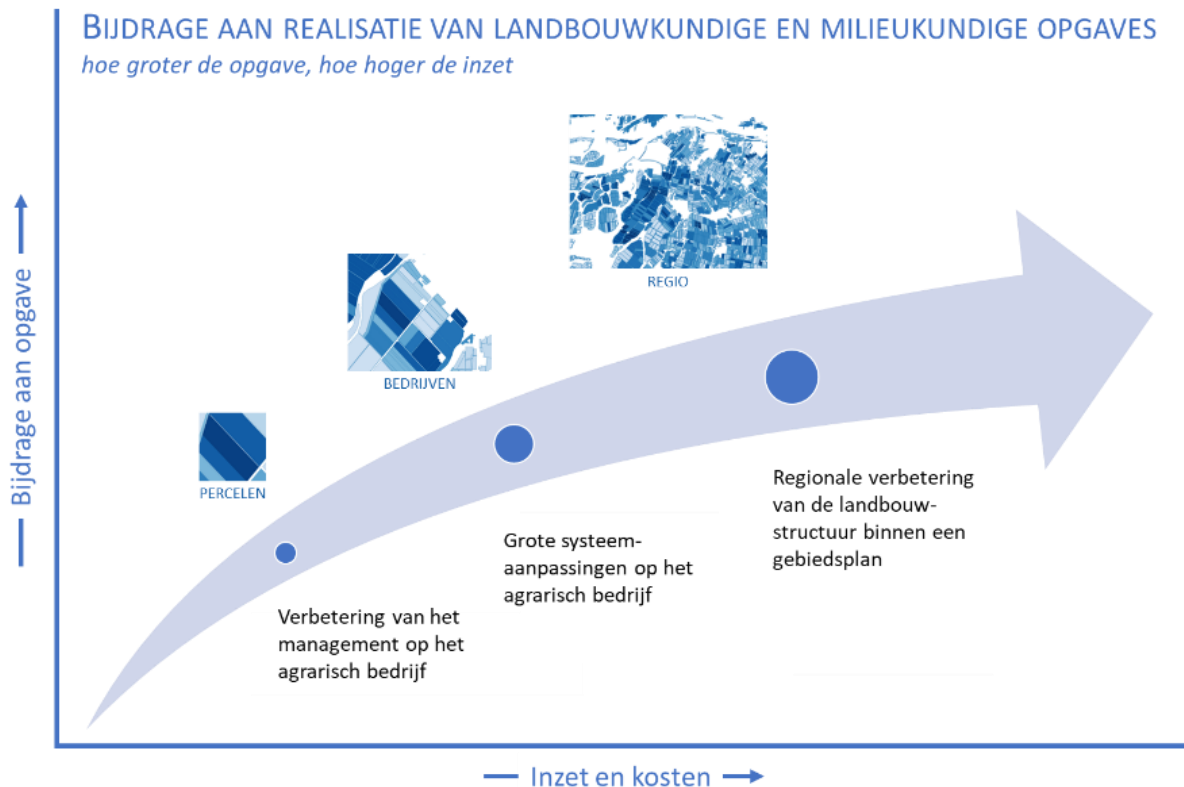 BIJDRAGE AAN REALISATIE VAN LANDBOUWKUNDIGE EN MILIEUKUNDIGE OPGAVES
hoe groter de opgave, hoe hoger de inzet
REGIO
BEDRIJVEN
PERCELEN
Bijdrage aan opgave
Regionale verbetering
van de landbouw-
structuur binnen een
gebiedsplan
Grote systeem-
aanpassingen op het
agrarisch bedrijf
Verbetering van het
management op het
agrarisch bedrijf
Inzet en kosten